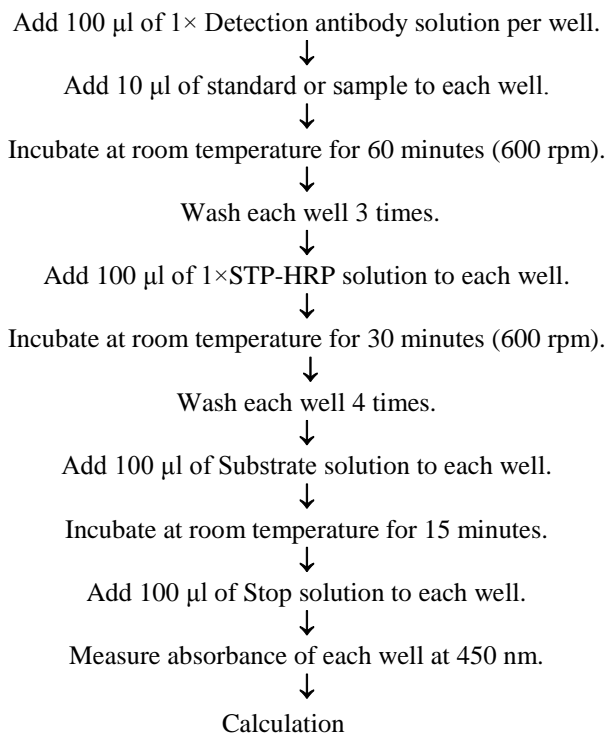 Add 100 μl of 1× Detection antibody solution per well.
↓
Add 10 μl of standard or sample to each well.
↓
Incubate at room temperature for 60 minutes (600 rpm).
↓
Wash each well 3 times.
↓
Add 100 μl of 1×STP-HRP solution to each well.
↓
Incubate at room temperature for 30 minutes (600 rpm).
↓
Wash each well 4 times.
↓
Add 100 μl of Substrate solution to each well.
↓
Incubate at room temperature for 15 minutes.
↓
Add 100 μl of Stop solution to each well.
↓
Measure absorbance of each well at 450 nm.
↓
Calculation